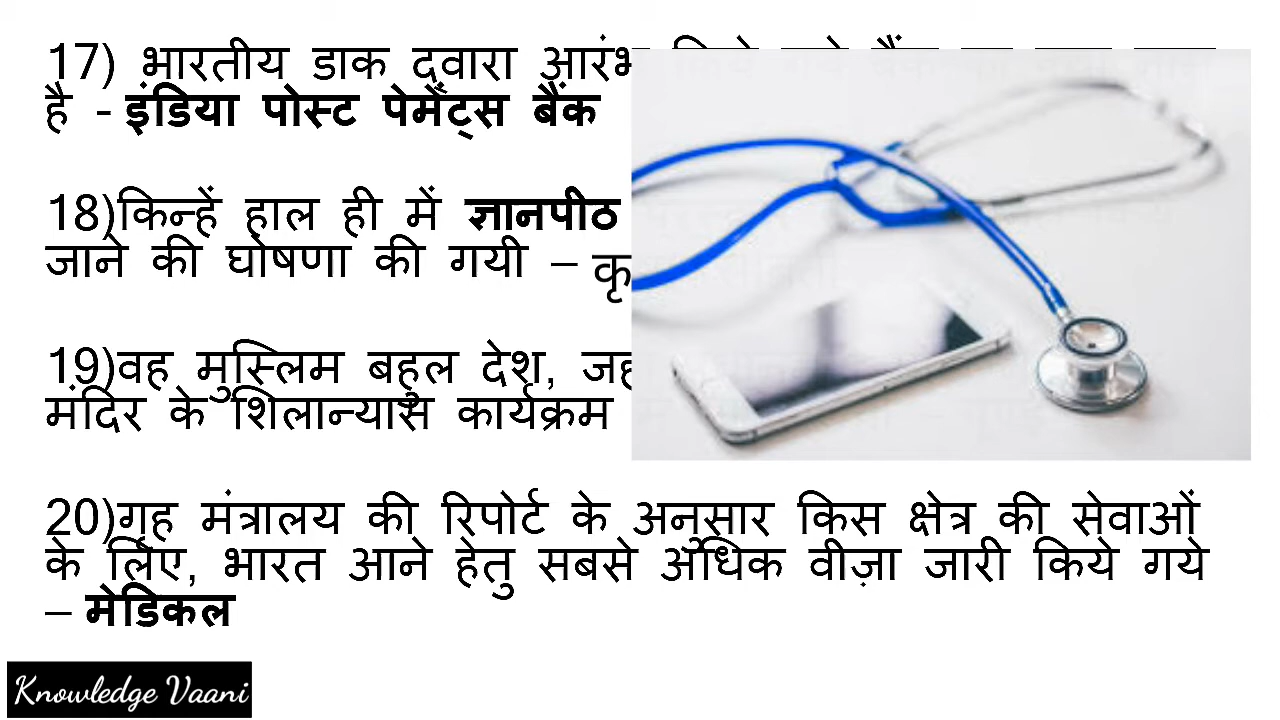 17) भारतीय डाक द्वारा आरंभ
है - इंडिया पोस्ट पेमेंट्स बैंक
18)किन्हें हाल ही में ज्ञानपीठ
जाने की घोषणा की गयी –
19)वह मुस्लिम बहुल देश,
मंदिर के शिलान्यास कार्यक्रम
20)गृह मंत्रालय की रिपोर्ट के अनुसार किस क्षेत्र की सेवाओं
के लिए, भारत आने हेतु सबसे अधिक वीज़ा जारी किये गये
– मेडिकल
Knowledge Vaani